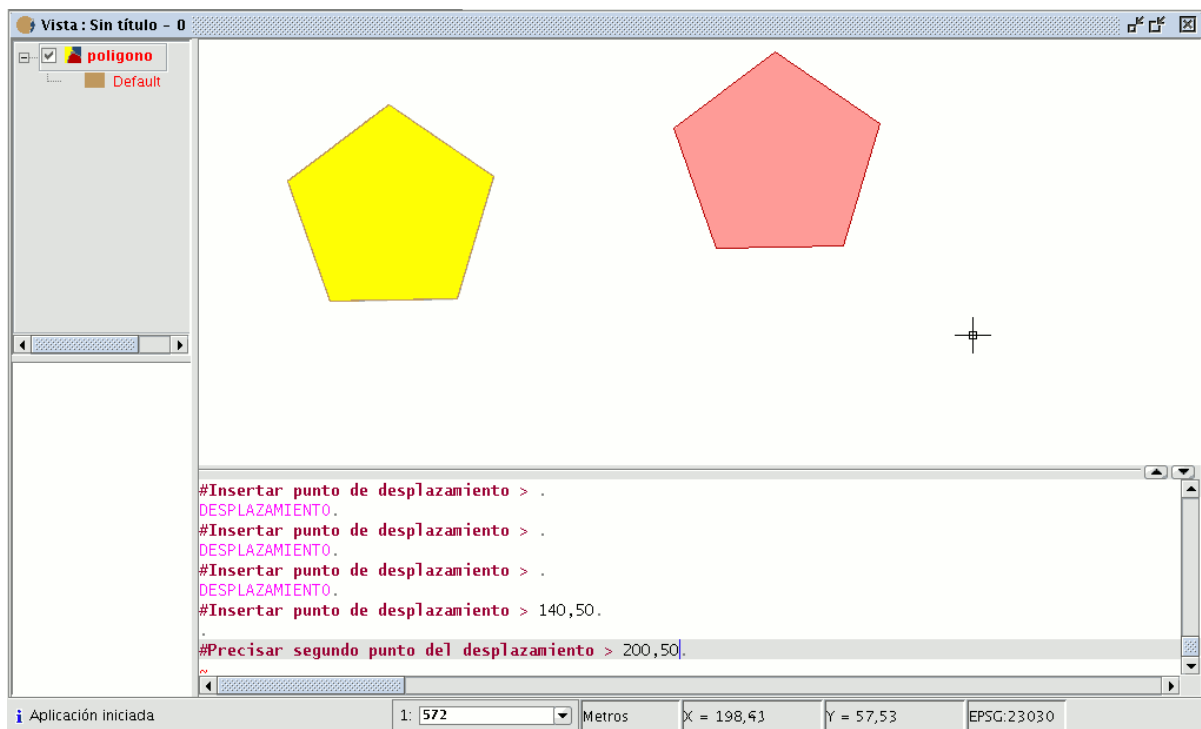 Vista : Sin título - 0
poligono
Default
#Insertar punto de desplazamiento > .
DESPLAZAMIENTO.
#Insertar punto de desplazamiento > .
DESPLAZAMIENTO.
#Insertar punto de desplazamiento > .
DESPLAZAMIENTO.
#Insertar punto de desplazamiento > 140,50.
.
#Precisar segundo punto del desplazamiento > 200,50.
~
i Aplicación iniciada
1: 572
Metros
X = 198,41
Y = 57,53
EPSG:23030